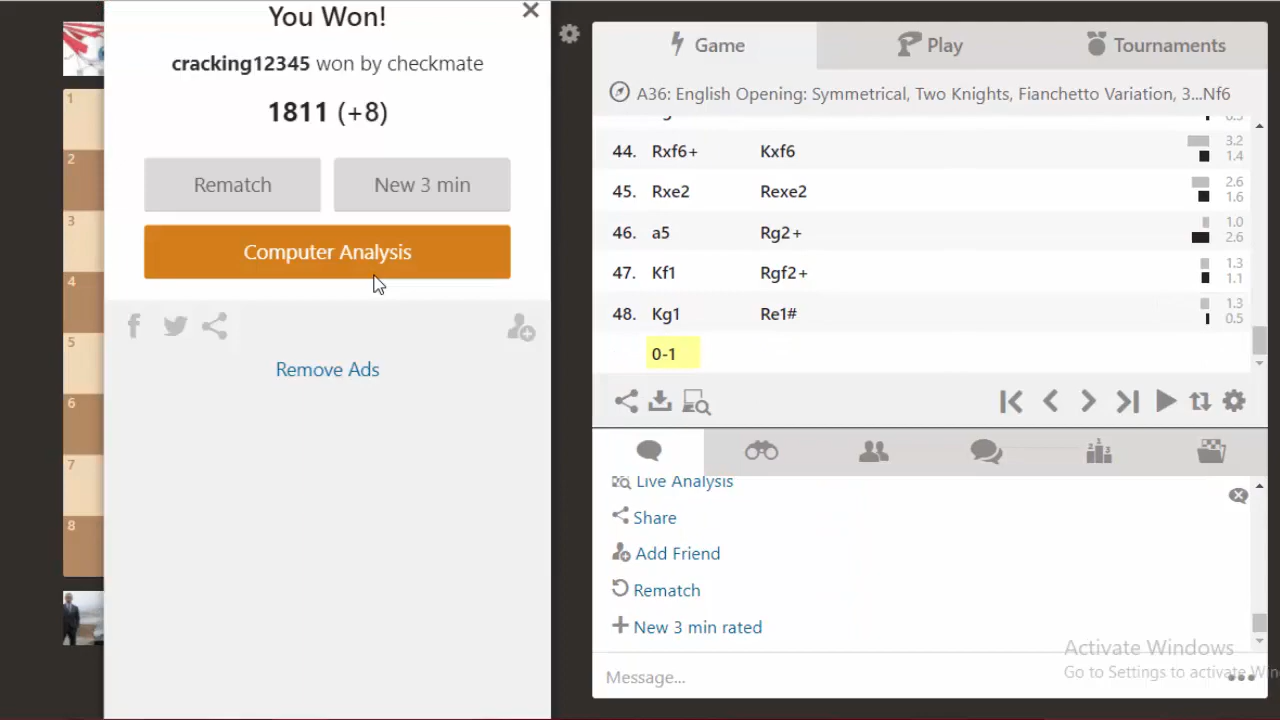 You Won!
cracking12345 won by checkmate
1811 (+8)
Rematch
New 3 min
Computer Analysis
Remove Ads
1
2
3
4
5
6
7
8
Game
Play
Tournaments
A36: English Opening: Symmetrical, Two Knights, Fianchetto Variation, 3...Nf6
44. Rxf6+ Kxf6 3.2
1.4
45. Rxe2 Rexe2 2.6
1.6
46. a5 Rg2+ 1.0
2.6
47. Kf1 Rgf2+ 1.3
1.1
48. Kg1 Re1# 1.3
0.5
0-1
Live Analysis
Share
Add Friend
Rematch
New 3 min rated
Activate Windows
Go to Settings to activate
Message...